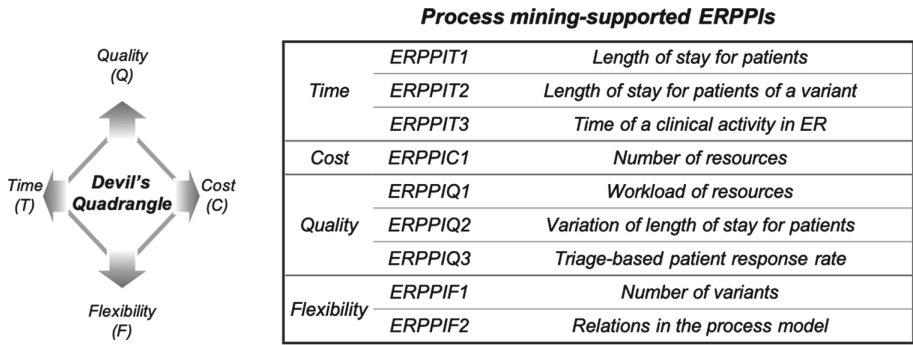 Process mining-supported ERPPIs
Quality
(Q)
Time
(T)
Devil's
Quadrangle
Cost
(C)
Flexibility
(F)
Time
ERPPIT1 Length of stay for patients
ERPPIT2 Length of stay for patients of a variant
ERPPIT3 Time of a clinical activity in ER
Cost
ERPPIC1 Number of resources
Quality
ERPPIQ1 Workload of resources
ERPPIQ2 Variation of length of stay for patients
ERPPIQ3 Triage-based patient response rate
Flexibility
ERPPIF1 Number of variants
ERPPIF2 Relations in the process model